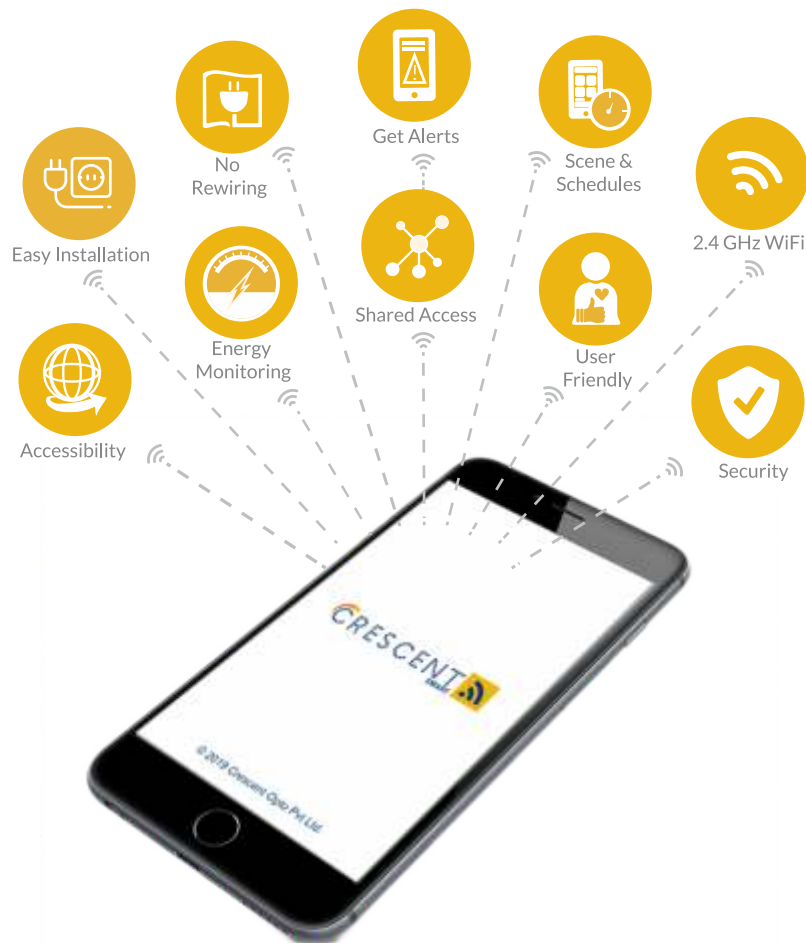 Get Alerts
No
Rewiring
Scene &
Schedules
Easy Installation
2.4 GHz WiFi
Shared Access
Energy
Monitoring
User
Friendly
Accessibility
Security
CRESCENT
SMART
© 2019 Crescent Opto Pvt Ltd.